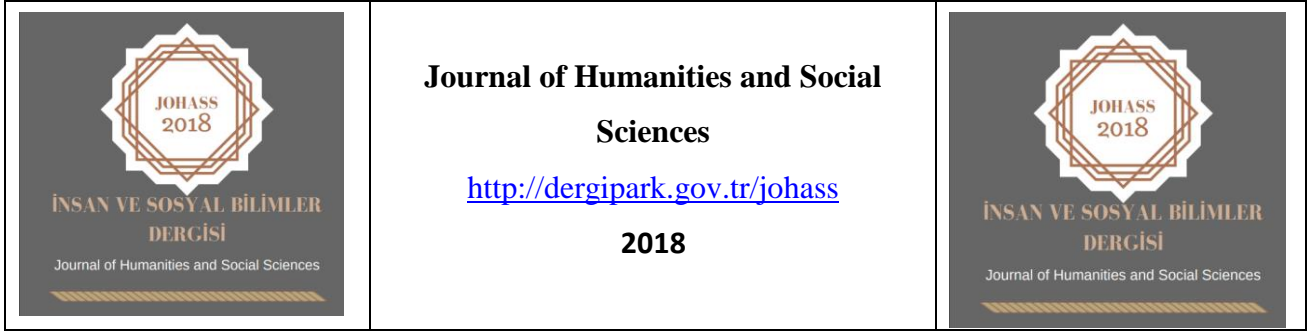 JOHASS
2018
İNSAN VE SOSYAL BİLİMLER
DERGİSİ
Journal of Humanities and Social Sciences
Journal of Humanities and Social
Sciences
http://dergipark.gov.tr/johass
2018
JOHASS
2018
İNSAN VE SOSYAL BİLİMLER
DERGİSİ
Journal of Humanities and Social Sciences